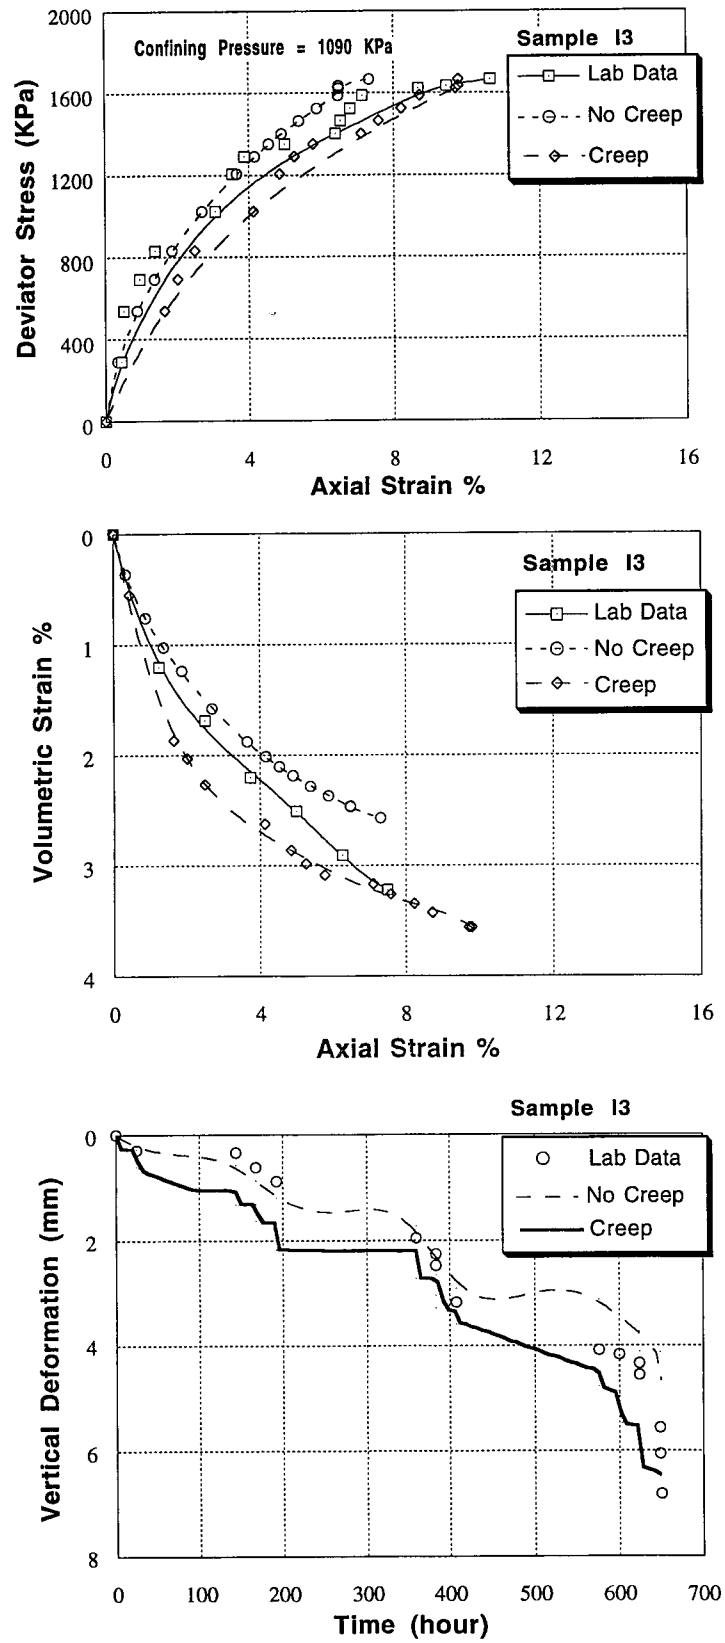 2000
1600
1200
800
400
0
Deviator Stress (KPa)
Confining Pressure = 1090 KPa
Sample I3
Lab Data
No Creep
Creep
0 4 8 12 16
Axial Strain %
0
1
2
3
4
Volumetric Strain %
Sample I3
Lab Data
No Creep
Creep
0 4 8 12 16
Axial Strain %
Sample I3
0
2
4
6
8
Vertical Deformation (mm)
Lab Data
No Creep
Creep
0 100 200 300 400 500 600 700
Time (hour)